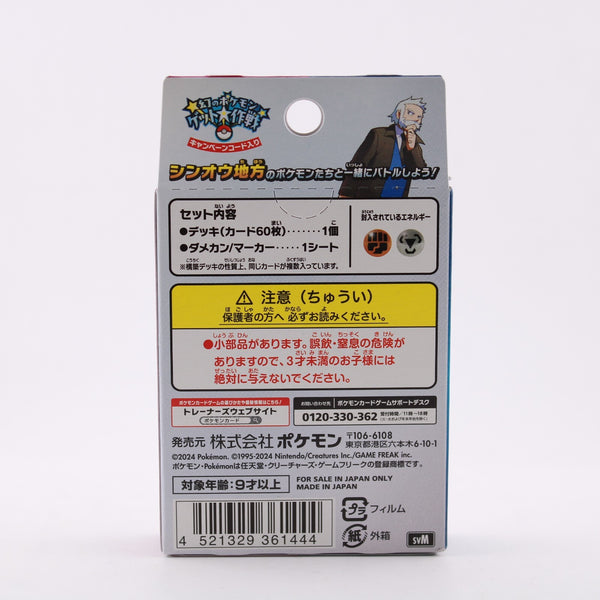 幻のポケモン
ゲット大作戦
キャンペーンコード入り
シンオウ地方のポケモンたちと一緒にバトルしよう！
セット内容
●デッキ(カード60枚)・・・・・・・1個
●ダメカン/マーカー・・・・・1シート
※構築デッキの性質上、同じカードが複数入っています。
封入されているエネルギー
⚠ 注意（ちゅうい）
保護者の方へ 必ずお読みください。
●小部品があります。誤飲・窒息の危険が
ありますので、3才未満のお子様には
絶対に与えないでください。
ポケモンカードゲームの遊びかたや最新情報はこちら!
トレーナーズウェブサイト
ポケモンカード
お問い合わせ先
ポケモンカードゲームサポートデスク
0120-330-362
発売元 株式会社 ポケモン
〒106-6108
東京都港区六本木6-10-1
©2024 Pokémon. ©1995-2024 Nintendo/Creatures Inc./GAME FREAK inc.
ポケモン・Pokémonは任天堂・クリーチャーズ・ゲームフリークの登録商標です。
対象年齢：9才以上
FOR SALE IN JAPAN ONLY
MADE IN JAPAN
4 521329 361444
プラ フィルム
紙 外箱
svM